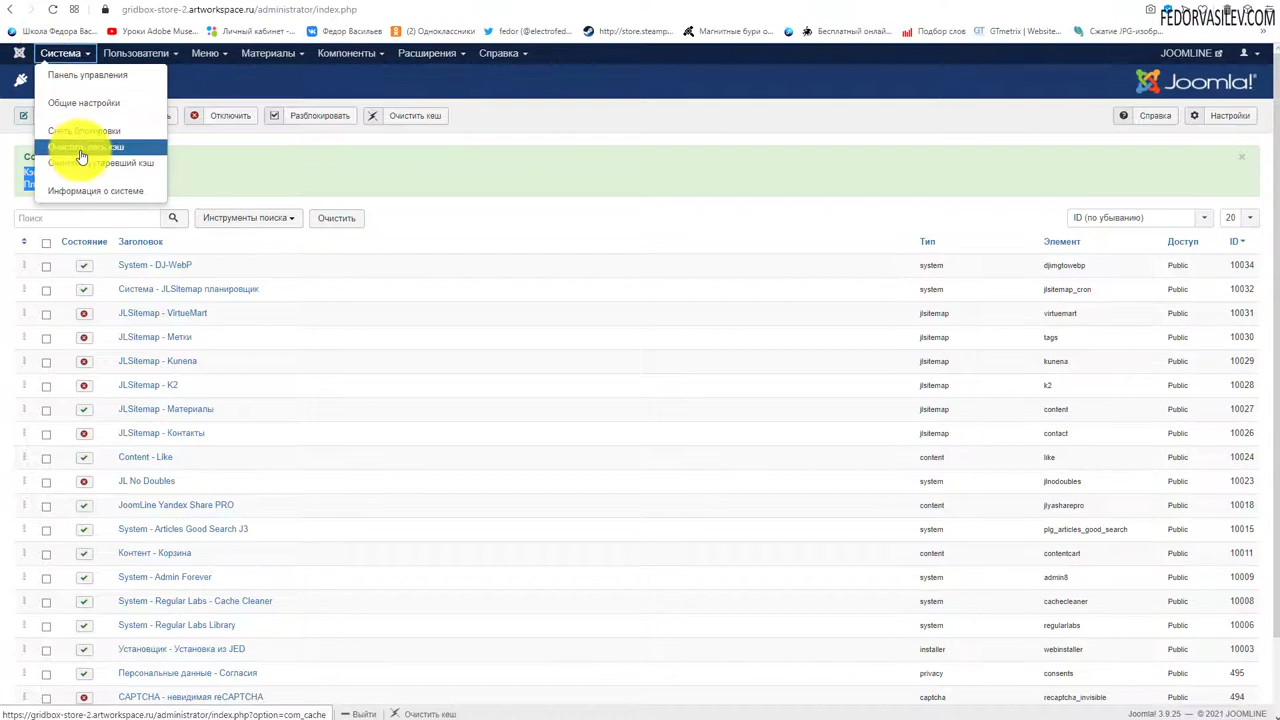 gridbox-store-2.artworkspace.ru/administrator/index.php
FEDORVASILEV.COM
Школа Федора Вас... Уроки Adobe Muse... Личный кабинет -... Федор Васильев (2) Одноклассники fedor (@electrofed... http://store.steamp... Магнитные бури о... Бесплатный онлай... Подбор слов GTmetrix | Website... Сжатие JPG-изобр... »
Система Пользователи Меню Материалы Компоненты Расширения Справка JOOMLINE
Панель управления
Joomla!®
Общие настройки
Отключить Разблокировать Очистить кеш Справка Настройки
Снять блокировки
Очистить весь кэш
×
старевший кэш
Информация о системе
Поиск Инструменты поиска Очистить ID (по убыванию) 20
Состояние Заголовок Тип Элемент Доступ ID
System - DJ-WebP system djimgtowebp Public 10034
Система - JLSitemap планировщик system jlsitemap_cron Public 10032
JLSitemap - VirtueMart jlsitemap virtuemart Public 10031
JLSitemap - Метки jlsitemap tags Public 10030
JLSitemap - Kunena jlsitemap kunena Public 10029
JLSitemap - K2 jlsitemap k2 Public 10028
JLSitemap - Материалы jlsitemap content Public 10027
JLSitemap - Контакты jlsitemap contact Public 10026
Content - Like content like Public 10024
JL No Doubles system jlnodoubles Public 10023
JoomLine Yandex Share PRO content jlyasharepro Public 10018
System - Articles Good Search J3 system plg_articles_good_search Public 10015
Контент - Корзина content contentcart Public 10011
System - Admin Forever system admin8 Public 10009
System - Regular Labs - Cache Cleaner system cachecleaner Public 10008
System - Regular Labs Library system regularlabs Public 10006
Установщик - Установка из JED installer webinstaller Public 10003
Персональные данные - Согласия privacy consents Public 495
CAPTCHA - невидимая reCAPTCHA captcha recaptcha_invisible Public 494
https://gridbox-store-2.artworkspace.ru/administrator/index.php?option=com_cache Выйти Очистить кеш Joomla! 3.9.25 — © 2021 JOOMLINE